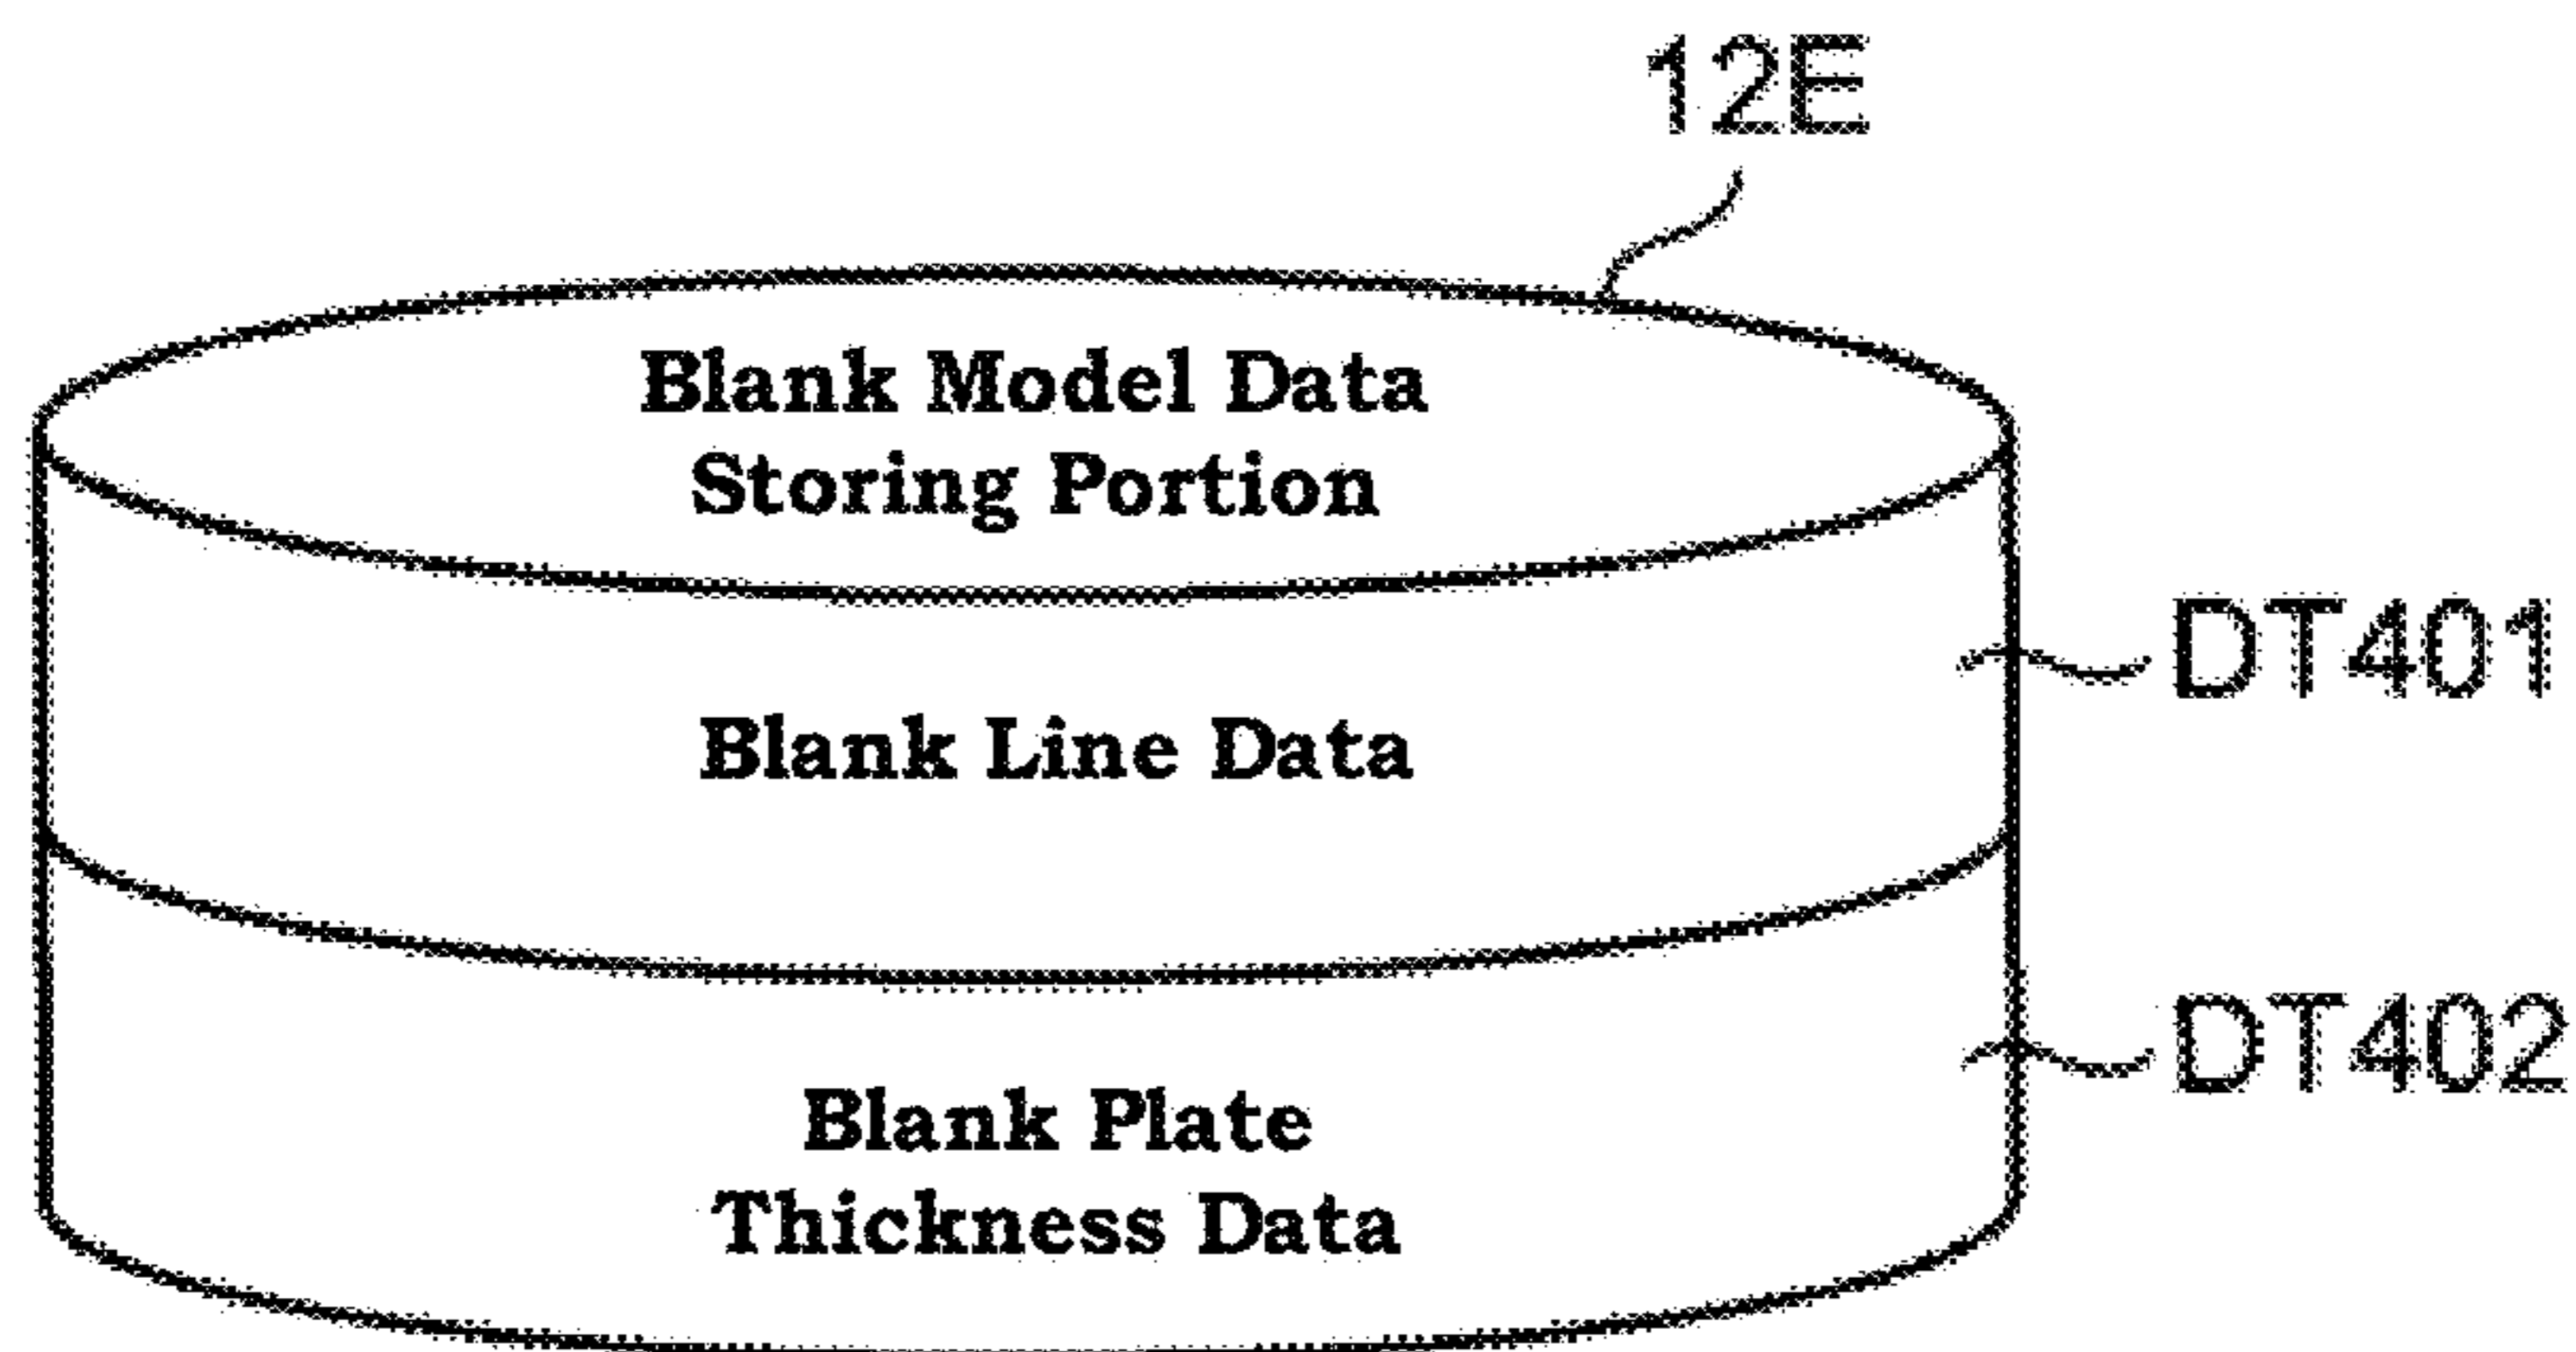 12E
Blank Model Data
Storing Portion
DT401
Blank Line Data
DT402
Blank Plate
Thickness Data